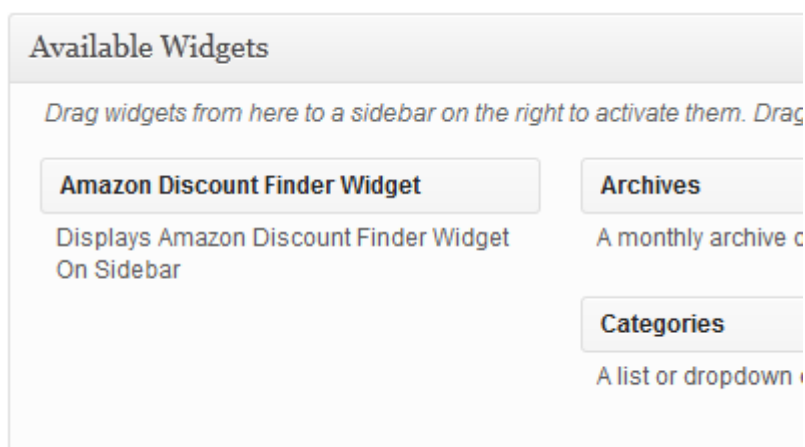 Available Widgets
Drag widgets from here to a sidebar on the right to activate them. Drag
Amazon Discount Finder Widget
Displays Amazon Discount Finder Widget
On Sidebar
Archives
A monthly archive
Categories
A list or dropdown